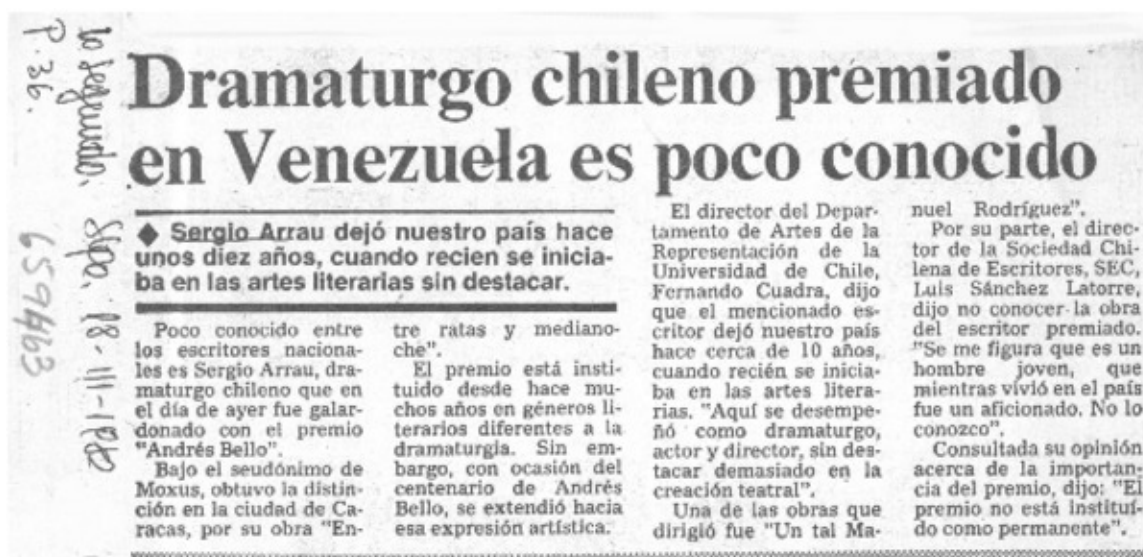 Dramaturgo chileno premiado
en Venezuela es poco conocido
◆ Sergio Arrau dejó nuestro país hace
unos diez años, cuando recien se inicia-
ba en las artes literarias sin destacar.
Poco conocido entre
los escritores naciona-
les es Sergio Arrau, dra-
maturgo chileno que en
el día de ayer fue galar-
donado con el premio
"Andrés Bello".
Bajo el seudónimo de
Moxus, obtuvo la distin-
ción en la ciudad de Ca-
racas, por su obra "En-
tre ratas y mediano-
che".
El premio está insti-
tuido desde hace mu-
chos años en géneros li-
terarios diferentes a la
dramaturgia. Sin em-
bargo, con ocasión del
centenario de Andrés
Bello, se extendió hacia
esa expresión artística.
El director del Depar-
tamento de Artes de la
Representación de la
Universidad de Chile,
Fernando Cuadra, dijo
que el mencionado es-
critor dejó nuestro país
hace cerca de 10 años,
cuando recién se inicia-
ba en las artes litera-
rias. "Aquí se desempe-
ñó como dramaturgo,
actor y director, sin des-
tacar demasiado en la
creación teatral".
Una de las obras que
dirigió fue "Un tal Ma-
nuel Rodríguez".
Por su parte, el direc-
tor de la Sociedad Chi-
lena de Escritores, SEC,
Luis Sánchez Latorre,
dijo no conocer la obra
del escritor premiado.
"Se me figura que es un
hombre joven, que
mientras vivió en el país
fue un aficionado. No lo
conozco".
Consultada su opinión
acerca de la importan-
cia del premio, dijo: "El
premio no está institui-
do como permanente".
la segunda. Stgo.
P. 36.
659463